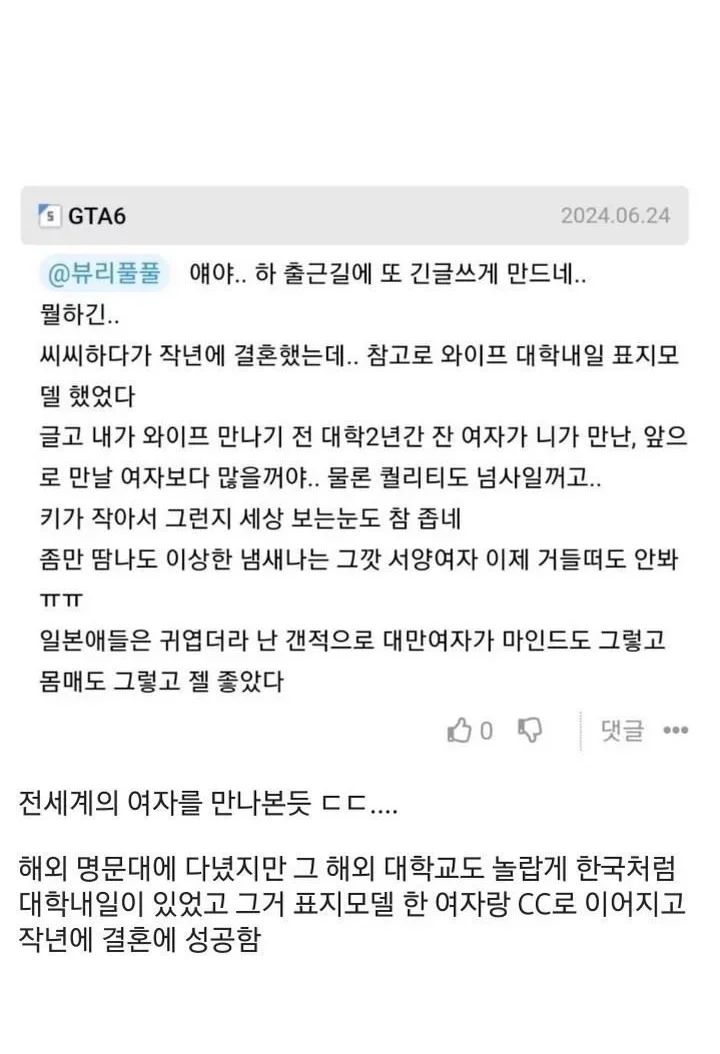 GTA6
2024.06.24
@뷰리풀풀 얘야.. 하 출근길에 또 긴글쓰게 만드네..
뭘하긴..
씨씨하다가 작년에 결혼했는데.. 참고로 와이프 대학내일 표지모
델 했었다
글고 내가 와이프 만나기 전 대학2년간 잔 여자가 니가 만난, 앞으
로 만날 여자보다 많을꺼야.. 물론 퀄리티도 넘사일꺼고..
키가 작아서 그런지 세상 보는눈도 참 좁네
좀만 땀나도 이상한 냄새나는 그깟 서양여자 이제 거들떠도 안봐
ㅠㅠ
일본애들은 귀엽더라 난 갠적으로 대만여자가 마인드도 그렇고
몸매도 그렇고 젤 좋았다
0 댓글
전세계의 여자를 만나본듯 ㄷㄷ....
해외 명문대에 다녔지만 그 해외 대학교도 놀랍게 한국처럼
대학내일이 있었고 그거 표지모델 한 여자랑 CC로 이어지고
작년에 결혼에 성공함